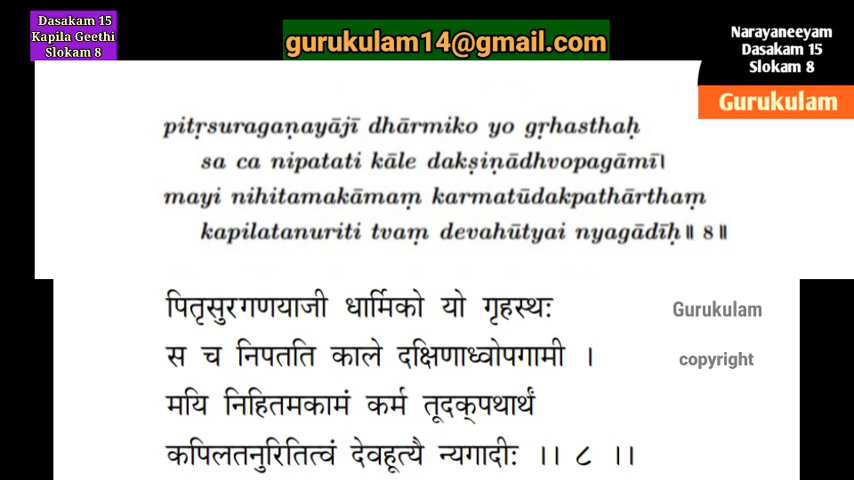 Dasakam 15
Kapila Geethi
Slokam 8
gurukulam14@gmail.com
Narayaneeyam
Dasakam 15
Slokam 8
Gurukulam
pitṛsuragaṇayājī dhārmiko yo gṛhasthaḥ
sa ca nipatati kāle dakṣiṇādhvopagāmī।
mayi nihitamakāmaṃ karmatūdakpathārthaṃ
kapilatanuriti tvaṃ devahūtyai nyagādīḥ॥ 8॥
पितृसुरगणयाजी धार्मिको यो गृहस्थः
स च निपतति काले दक्षिणाध्वोपगामी ।
मयि निहितमकामं कर्म तूदक्‌पथार्थं
कपिलतनुरितित्वं देवहूत्यै न्यगादीः ।। ८ ।।
Gurukulam
copyright